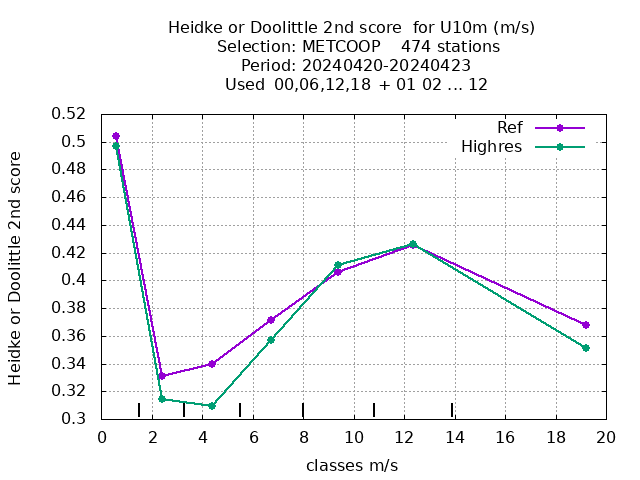 Heidke or Doolittle 2nd score  for U10m (m/s)
Selection: METCOOP    474 stations
Period: 20240420-20240423
Used  00,06,12,18  + 01 02 ... 12
Ref
Highres
Heidke or Doolittle 2nd score
0.52
0.5
0.48
0.46
0.44
0.42
0.4
0.38
0.36
0.34
0.32
0.3
0 2 4 6 8 10 12 14 16 18 20
classes m/s